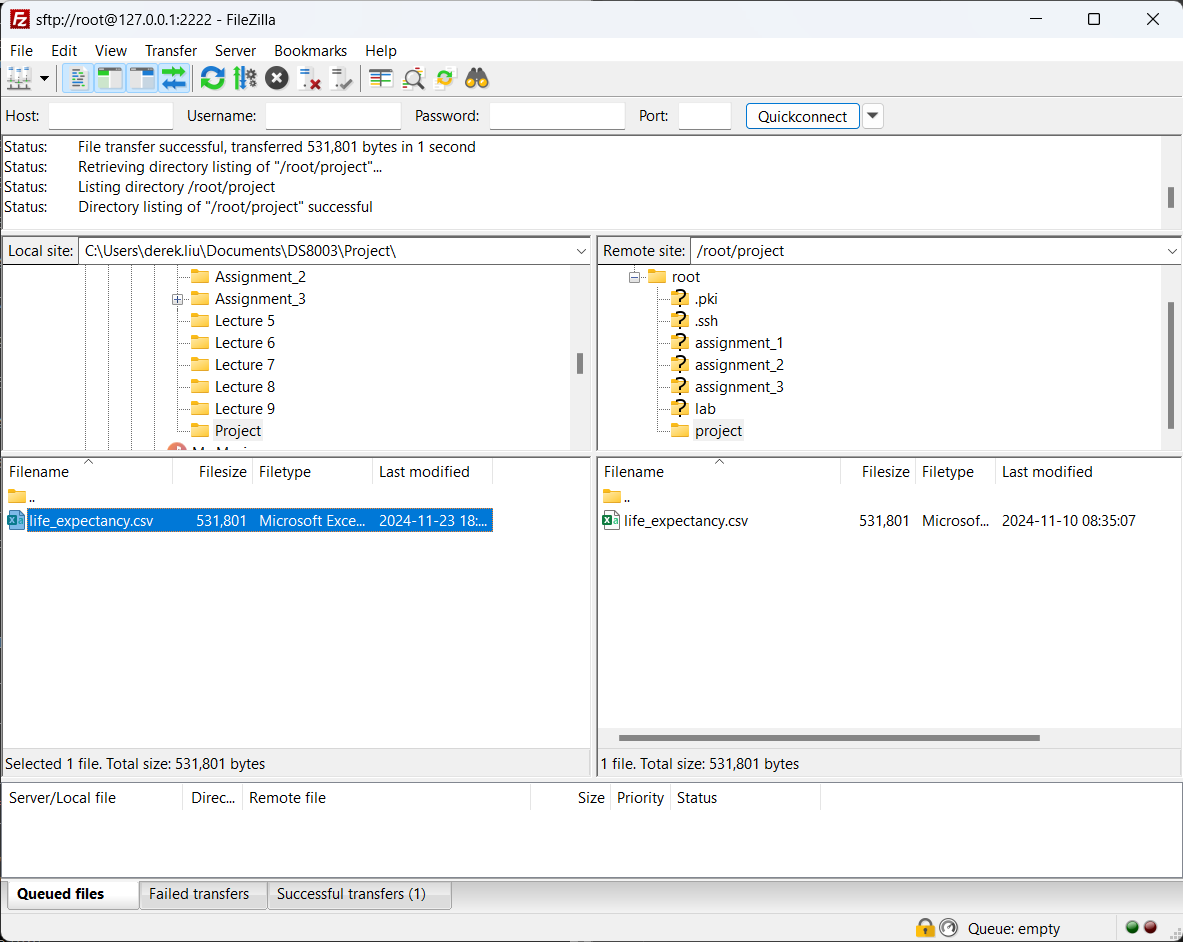 sftp://root@127.0.0.1:2222 - FileZilla
File Edit View Transfer Server Bookmarks Help
Host: Username: Password: Port: Quickconnect
Status: File transfer successful, transferred 531,801 bytes in 1 second
Status: Retrieving directory listing of "/root/project"...
Status: Listing directory /root/project
Status: Directory listing of "/root/project" successful
Local site: C:\Users\derek.liu\Documents\DS8003\Project\
Assignment_2
Assignment_3
Lecture 5
Lecture 6
Lecture 7
Lecture 8
Lecture 9
Project
Remote site: /root/project
root
.pki
.ssh
assignment_1
assignment_2
assignment_3
lab
project
Filename Filesize Filetype Last modified
..
life_expectancy.csv 531,801 Microsoft Exce... 2024-11-23 18:...
Selected 1 file. Total size: 531,801 bytes
Filename Filesize Filetype Last modified
..
life_expectancy.csv 531,801 Microsof... 2024-11-10 08:35:07
1 file. Total size: 531,801 bytes
Server/Local file Direc... Remote file Size Priority Status
Queued files Failed transfers Successful transfers (1)
Queue: empty